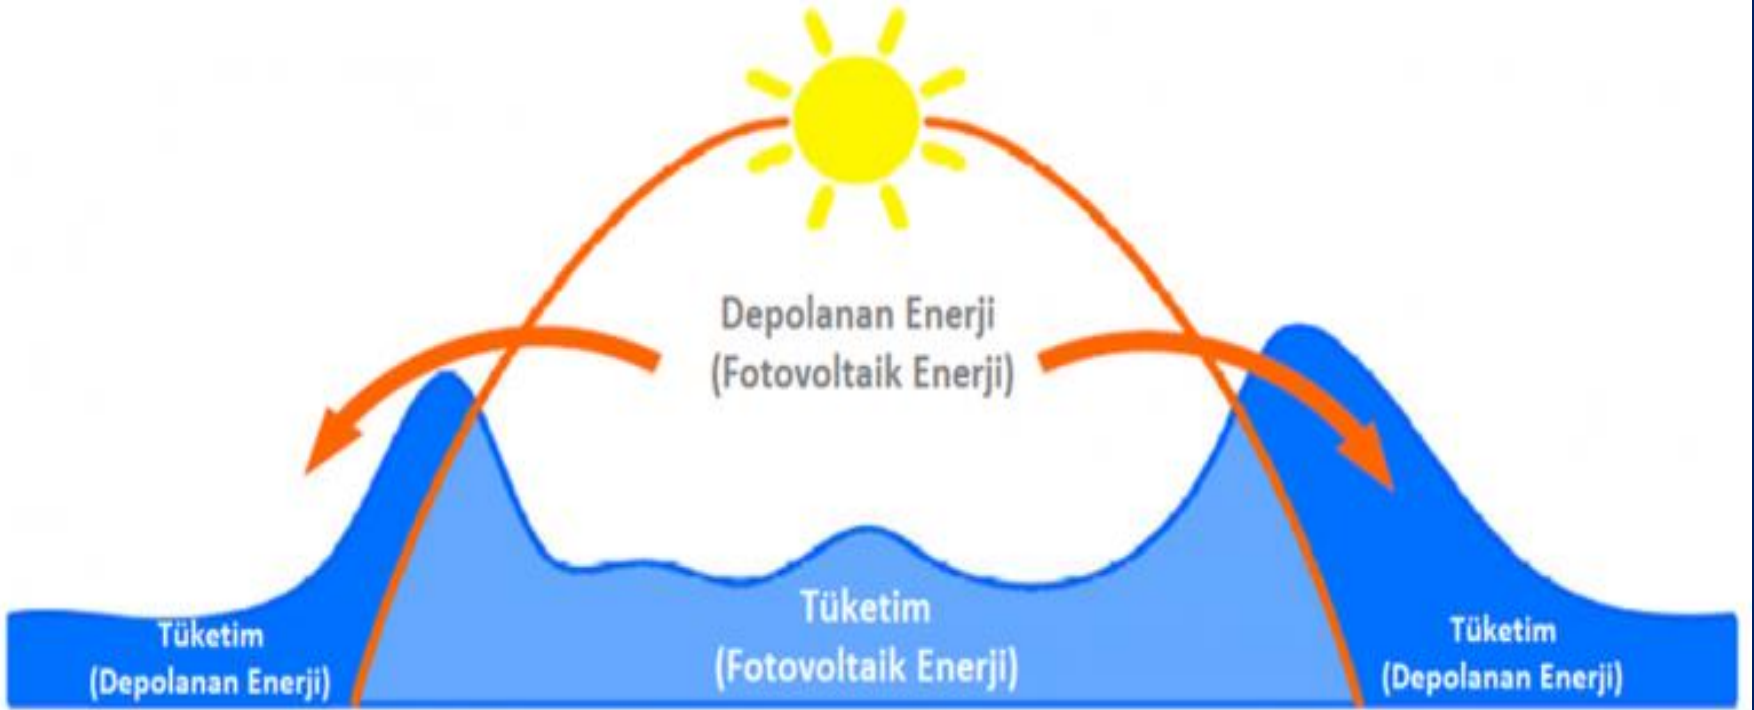 Depolanan Enerji
(Fotovoltaik Enerji)
Tüketim
(Depolanan Enerji)
Tüketim
(Fotovoltaik Enerji)
Tüketim
(Depolanan Enerji)